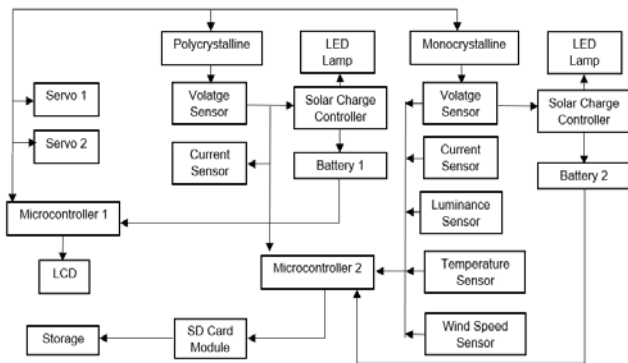 Polycrystalline
LED
Lamp
Monocrystalline
LED
Lamp
Servo 1
Volatge
Sensor
Solar Charge
Controller
Volatge
Sensor
Solar Charge
Controller
Servo 2
Current
Sensor
Battery 1
Current
Sensor
Battery 2
Microcontroller 1
Luminance
Sensor
LCD
Microcontroller 2
Temperature
Sensor
Storage
SD Card
Module
Wind Speed
Sensor